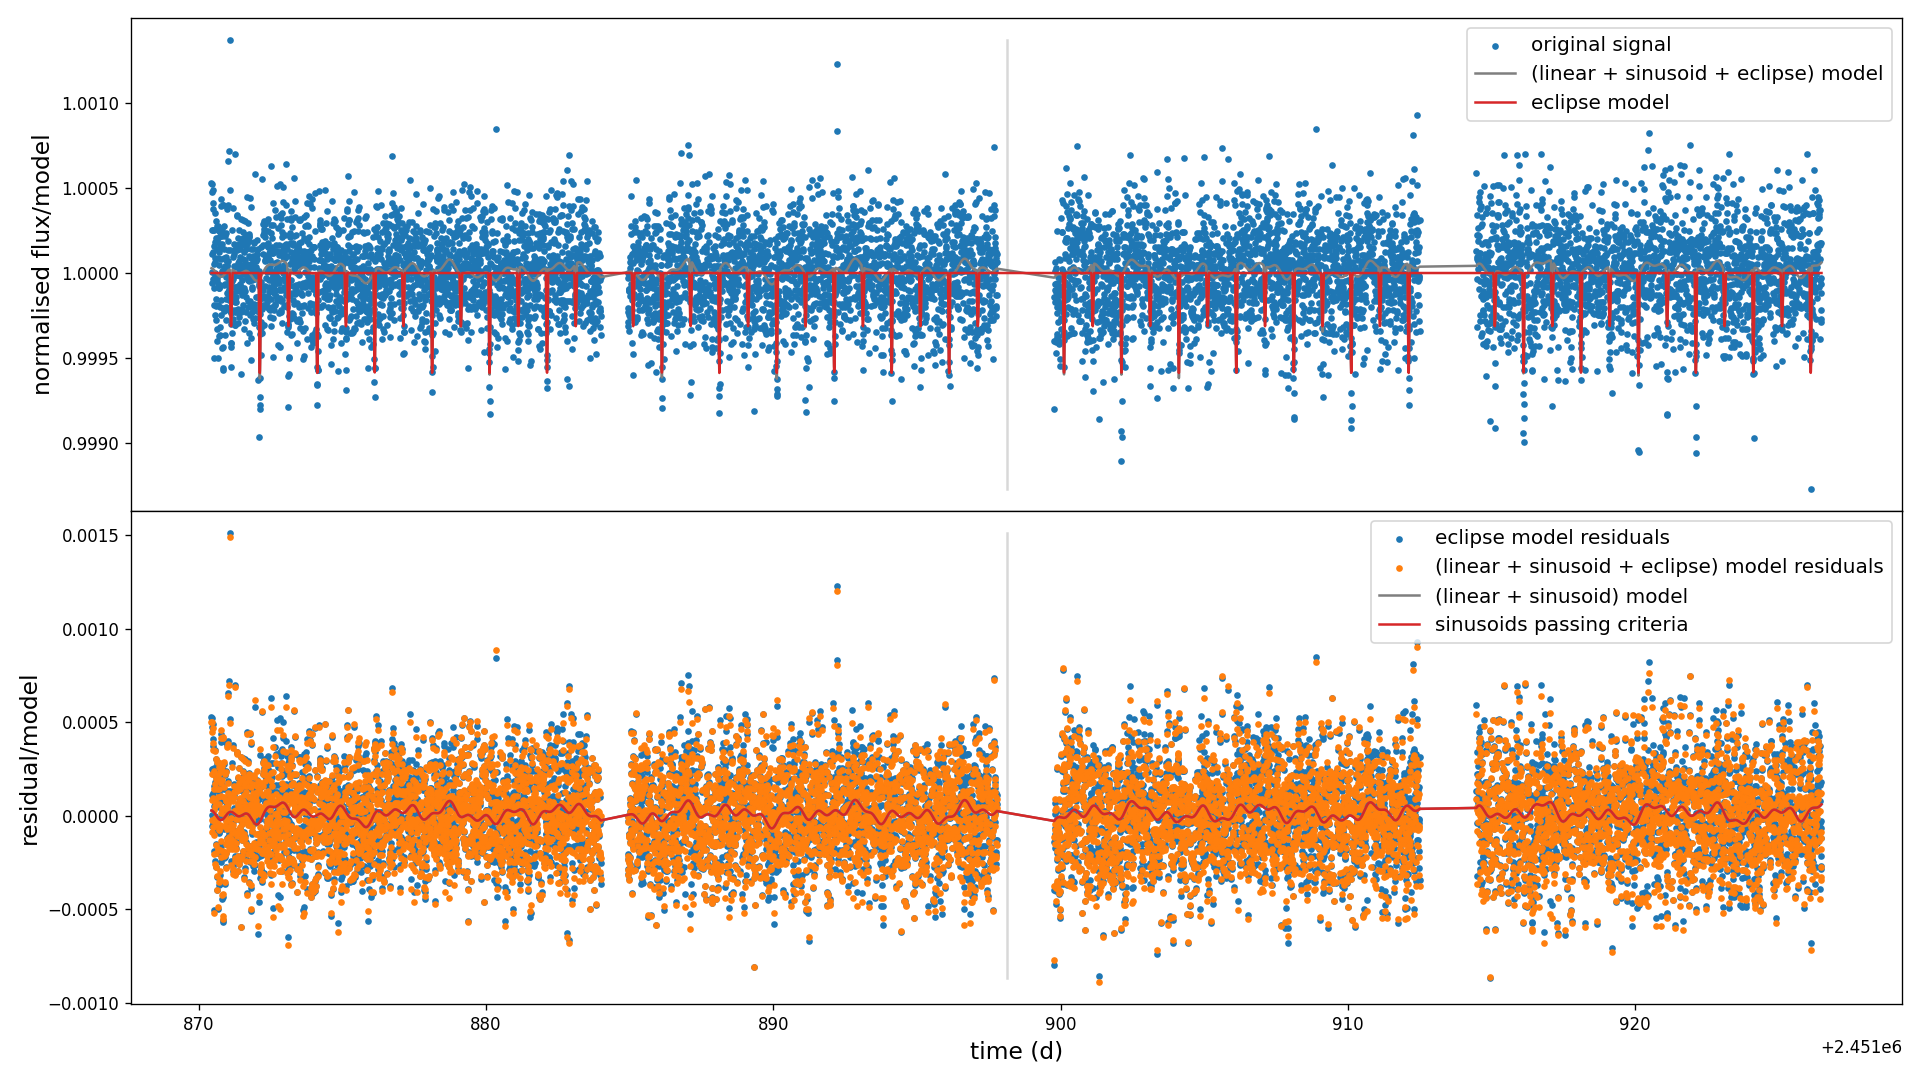 original signal
(linear + sinusoid + eclipse) model
eclipse model
normalised flux/model
1.0010
1.0005
1.0000
0.9995
0.9990
eclipse model residuals
(linear + sinusoid + eclipse) model residuals
(linear + sinusoid) model
sinusoids passing criteria
residual/model
0.0015
0.0010
0.0005
0.0000
−0.0005
−0.0010
870 880 890 900 910 920
time (d)
+2.451e6